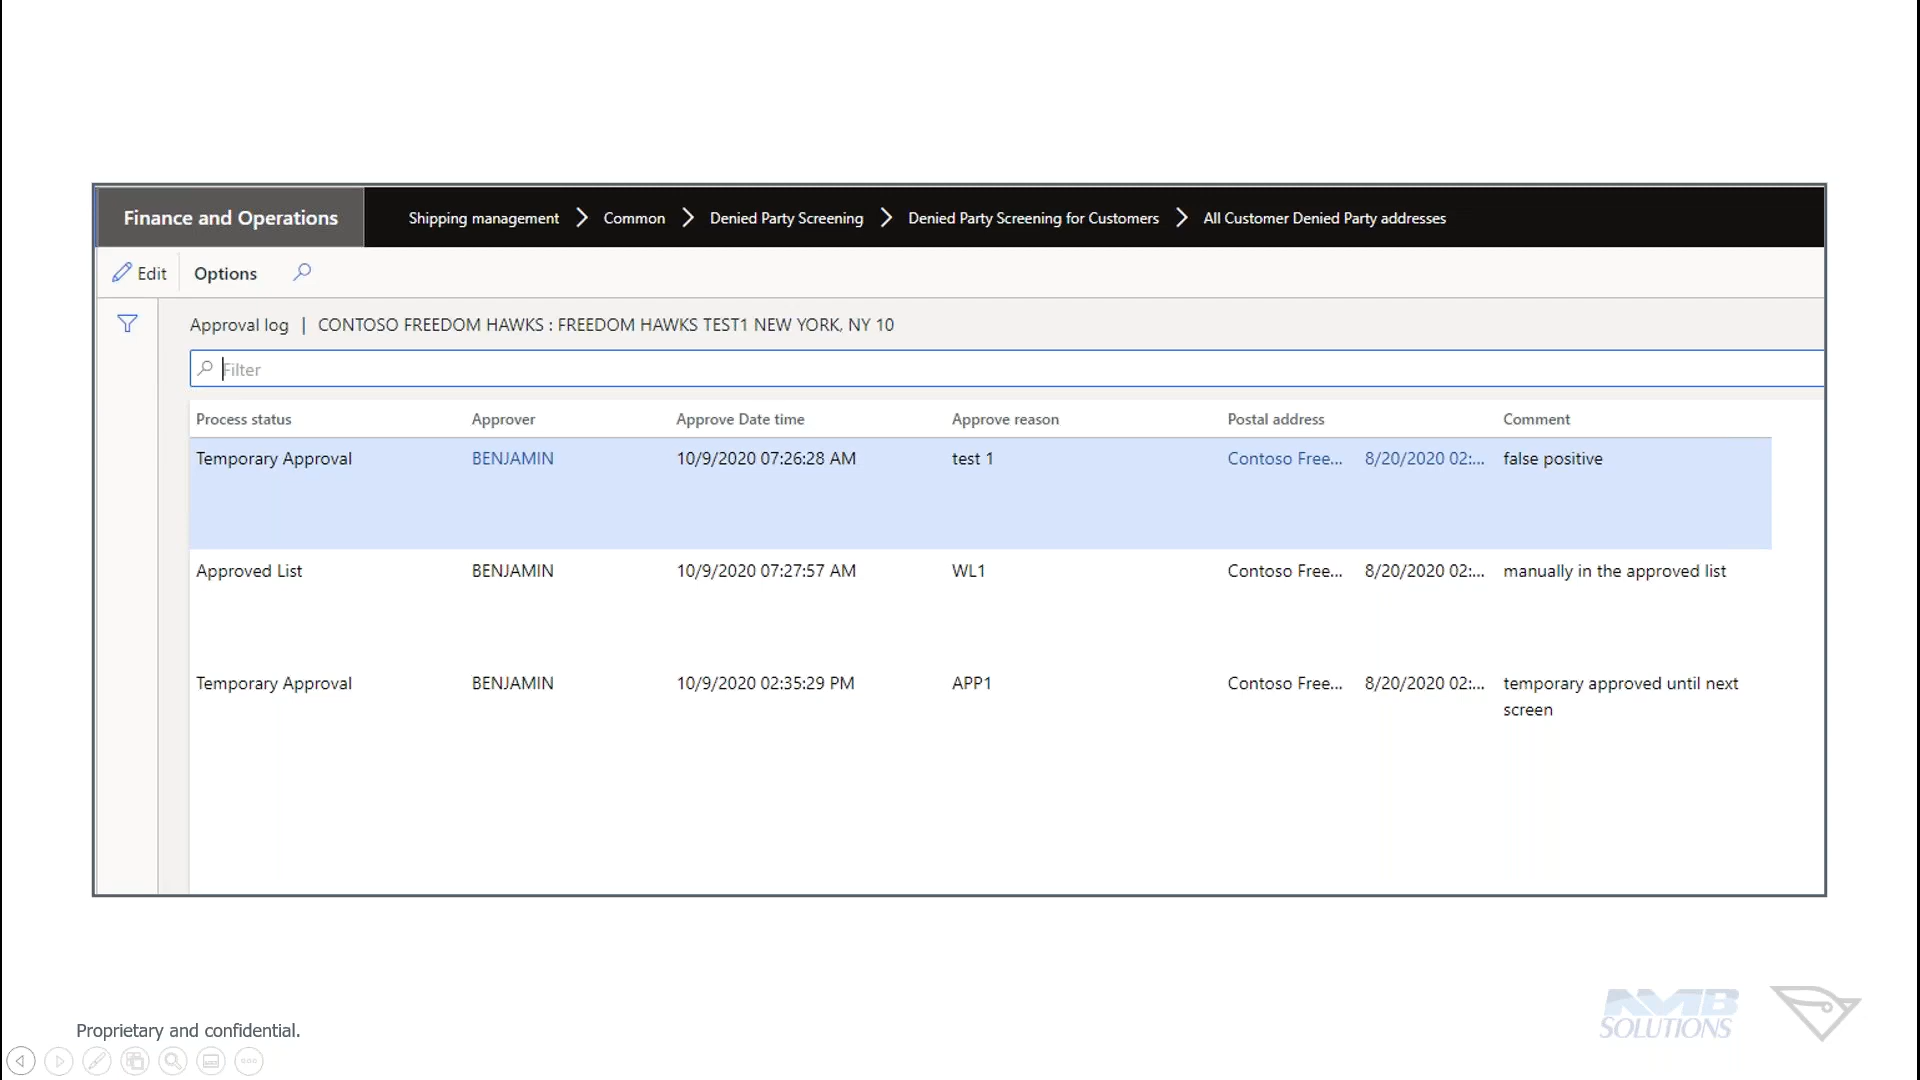 Finance and Operations
Shipping management > Common > Denied Party Screening > Denied Party Screening for Customers > All Customer Denied Party addresses
Edit Options
Approval log | CONTOSO FREEDOM HAWKS : FREEDOM HAWKS TEST1 NEW YORK, NY 10
Filter
Process status Approver Approve Date time Approve reason Postal address Comment
Temporary Approval BENJAMIN 10/9/2020 07:26:28 AM test 1 Contoso Free... 8/20/2020 02:... false positive
Approved List BENJAMIN 10/9/2020 07:27:57 AM WL1 Contoso Free... 8/20/2020 02:... manually in the approved list
Temporary Approval BENJAMIN 10/9/2020 02:35:29 PM APP1 Contoso Free... 8/20/2020 02:... temporary approved until next
screen
NMB
SOLUTIONS
Proprietary and confidential.